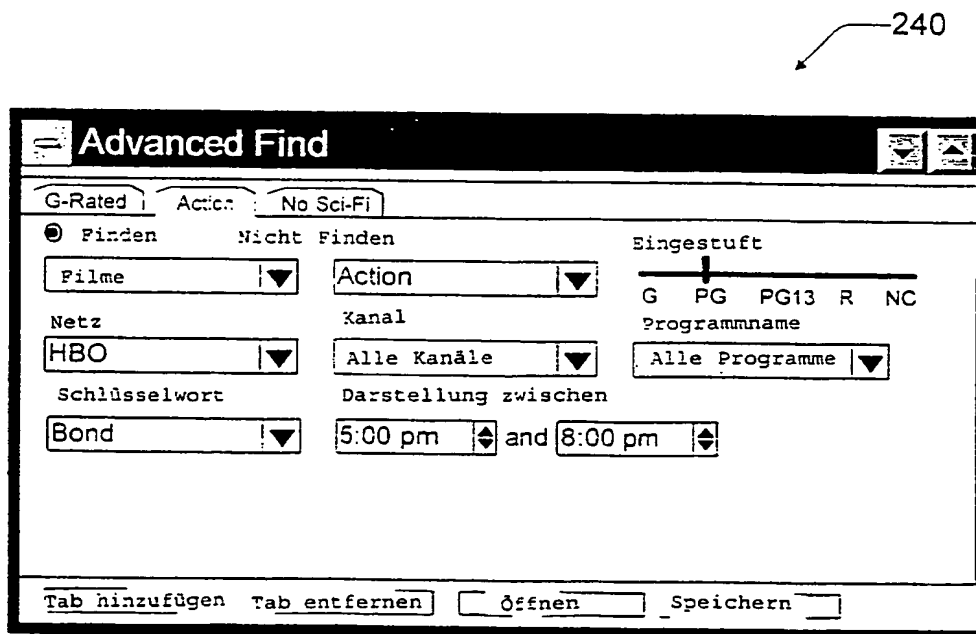 240
Advanced Find
G-Rated Action No Sci-Fi
Finden Nicht Finden Eingestuft
Filme Action
G PG PG13 R NC
Netz Kanal Programmname
HBO Alle Kanäle Alle Programme
Schlüsselwort Darstellung zwischen
Bond 5:00 pm and 8:00 pm
Tab hinzufügen Tab entfernen Öffnen Speichern